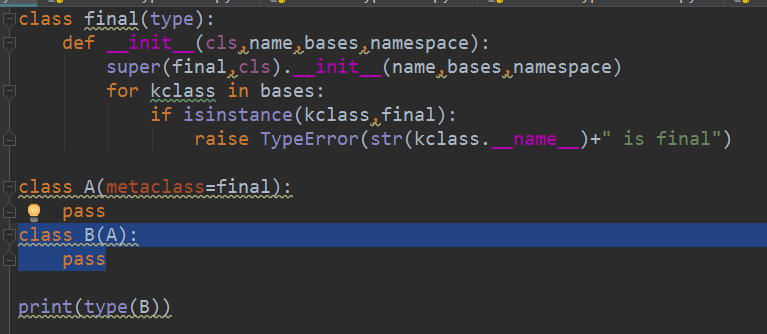 class final(type):
    def __init__(cls,name,bases,namespace):
        super(final,cls).__init__(name,bases,namespace)
        for kclass in bases:
            if isinstance(kclass,final):
                raise TypeError(str(kclass.__name__)+" is final")
class A(metaclass=final):
    pass
class B(A):
    pass
print(type(B))